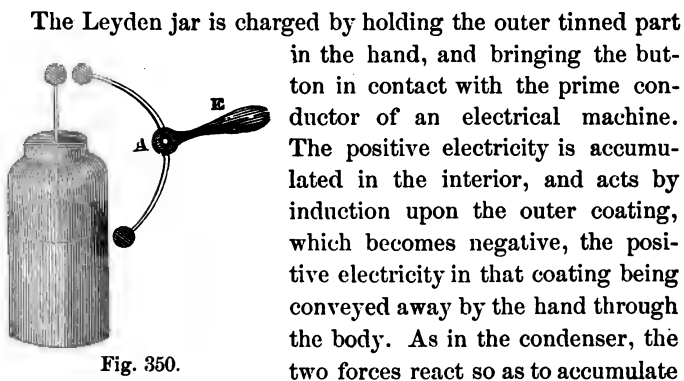 The Leyden jar is charged by holding the outer tinned part
in the hand, and bringing the but-
ton in contact with the prime con-
ductor of an electrical machine.
The positive electricity is accumu-
lated in the interior, and acts by
induction upon the outer coating,
which becomes negative, the posi-
tive electricity in that coating being
conveyed away by the hand through
the body. As in the condenser, the
two forces react so as to accumulate
E
A
Fig. 350.